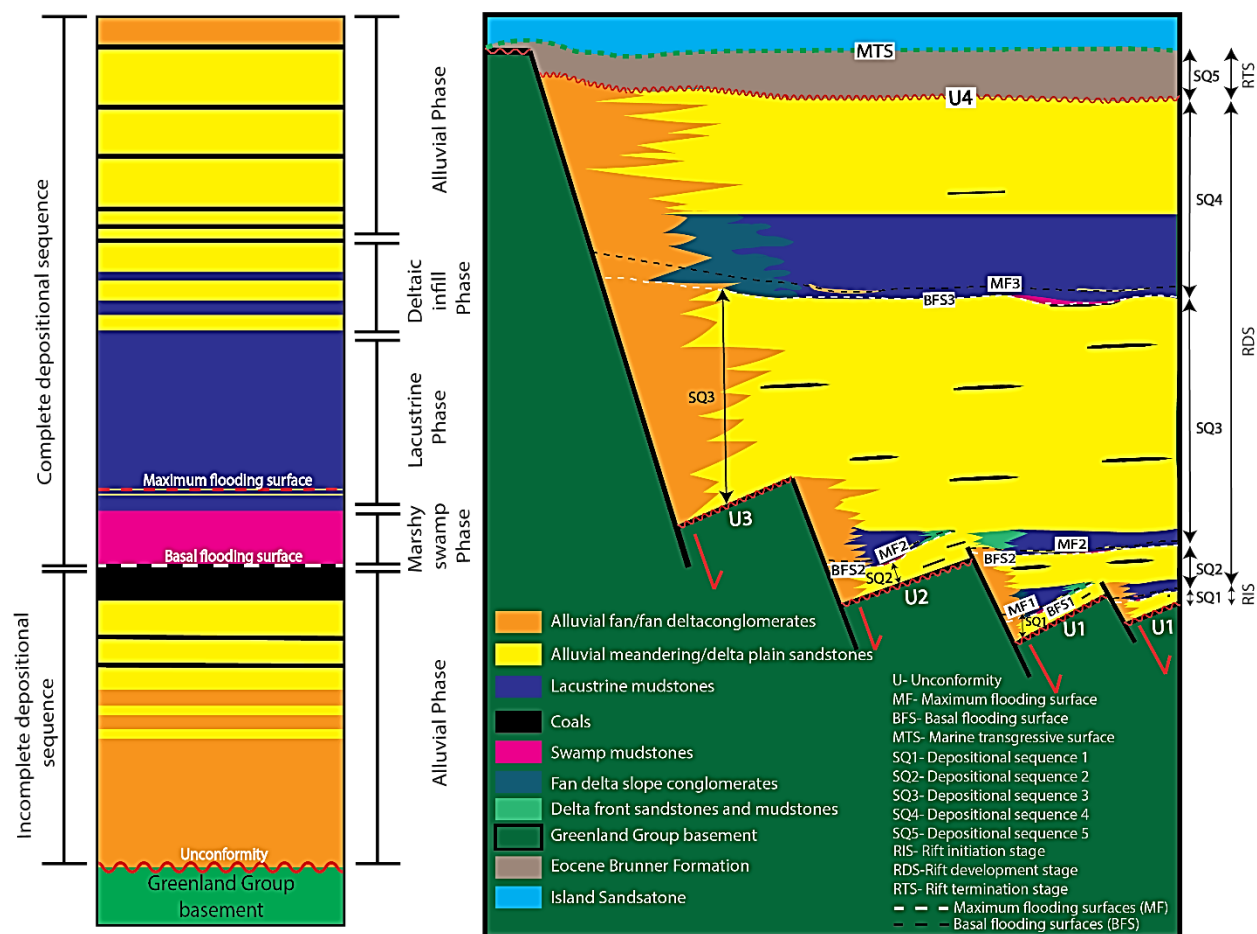 Complete depositional sequence
Incomplete depositional
sequence
Maximum flooding surface
Basal flooding surface
Unconformity
Greenland Group
basement
Alluvial Phase
Deltaic
infill
Phase
Lacustrine
Phase
Marshy
swamp
Phase
Alluvial Phase
MTS
U4
MF3
BFS3
SQ3
U3
MF2
BFS2
SQ2
U2
BFS2
MF2
MF1
SQ1
BFS1
U1
U1
SQ5
RTS
SQ4
SQ3
RDS
SQ2
SQ1
RIS
Alluvial fan/fan deltaconglomerates
Alluvial meandering/delta plain sandstones
Lacustrine mudstones
Coals
Swamp mudstones
Fan delta slope conglomerates
Delta front sandstones and mudstones
Greenland Group basement
Eocene Brunner Formation
Island Sandsatone
U- Unconformity
MF- Maximum flooding surface
BFS- Basal flooding surface
MTS- Marine transgressive surface
SQ1- Depositional sequence 1
SQ2- Depositional sequence 2
SQ3- Depositional sequence 3
SQ4- Depositional sequence 4
SQ5- Depositional sequence 5
RIS- Rift initiation stage
RDS-Rift development stage
RTS- Rift termination stage
Maximum flooding surfaces (MF)
Basal flooding surfaces (BFS)